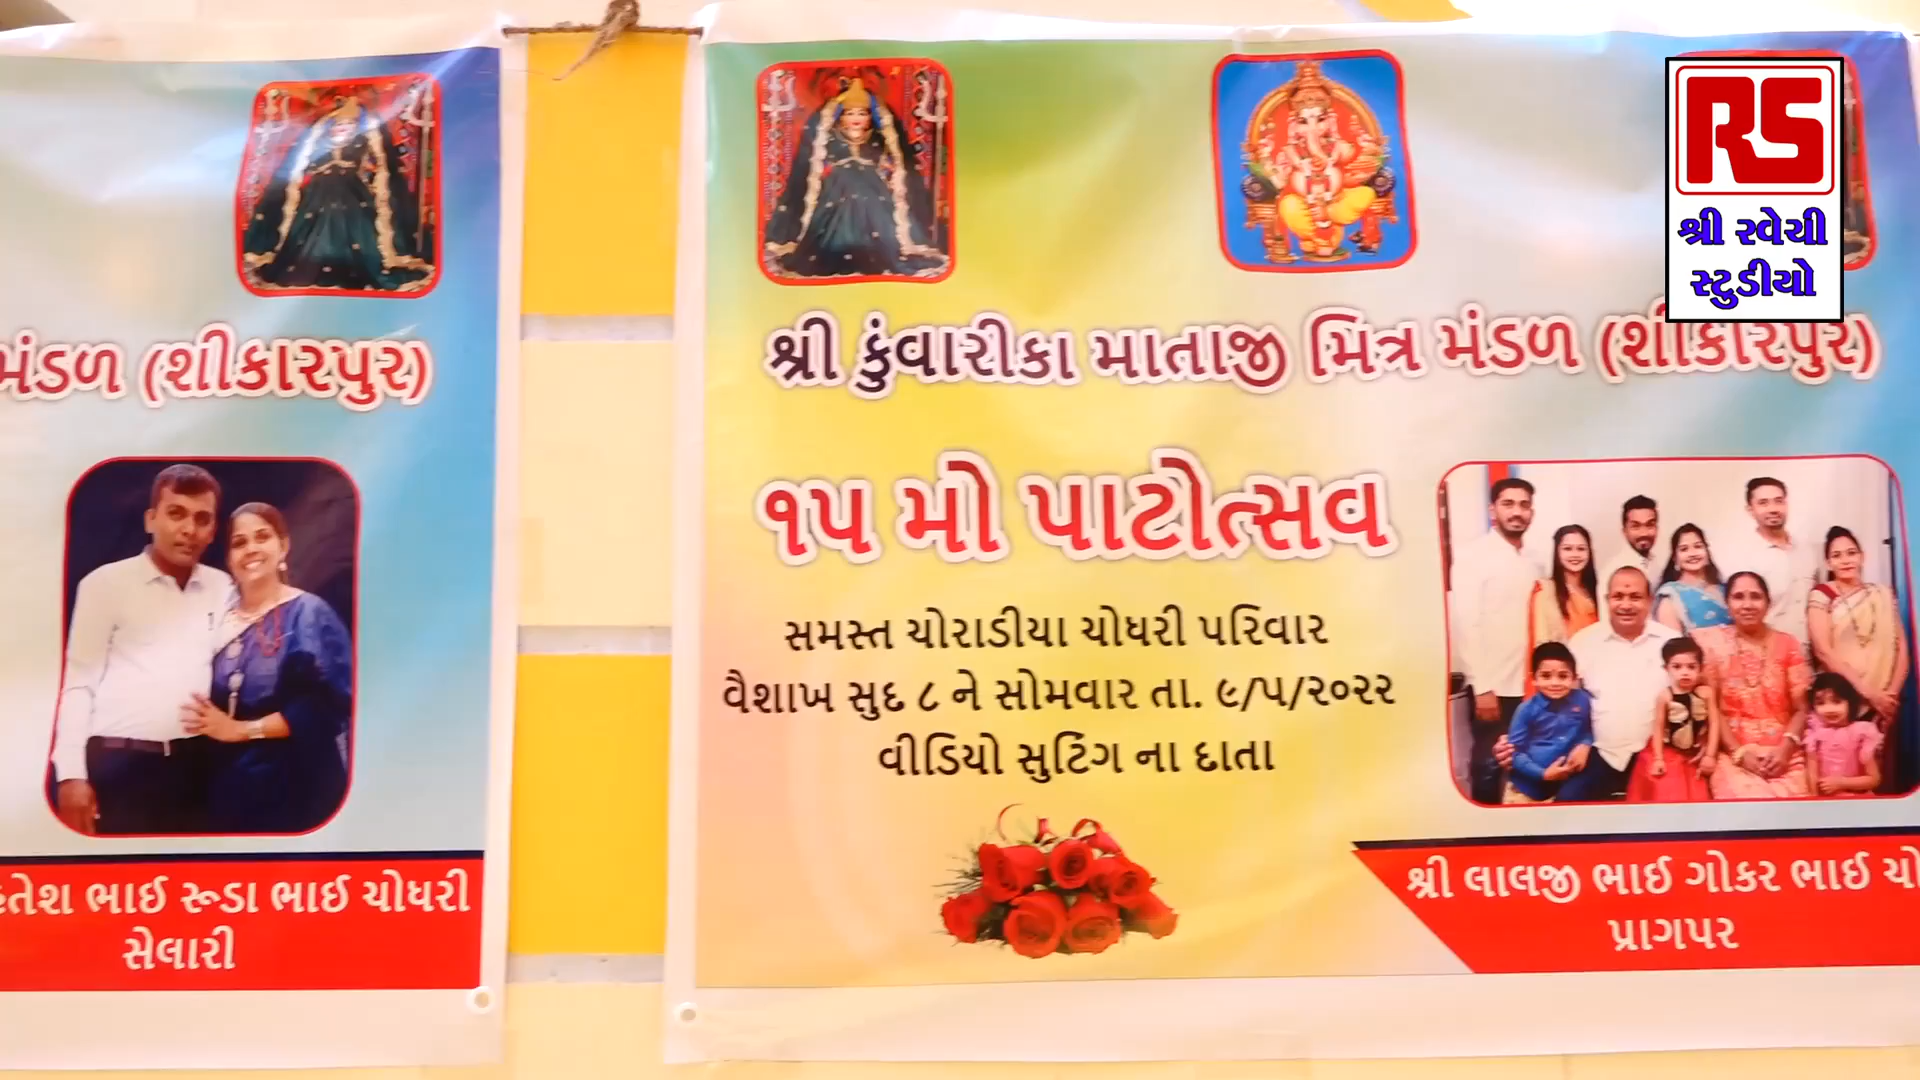 મંડળ (શીકારપુર)
ભાઈ રૂડા ભાઈ ચોધરી
સેલારી
શ્રી કુંવારીકા માતાજી મિત્ર મંડળ (શીકારપુર)
૧૫ મો પાટોત્સવ
સમસ્ત ચોરાડીયા ચોધરી પરિવાર
વૈશાખ સુદ ૮ ને સોમવાર તા. ૯/૫/૨૦૨૨
વીડિયો સુટિંગ ના દાતા
શ્રી લાલજી ભાઈ ગોકર ભાઈ
પ્રાગપર
RS
શ્રી રવેચી
સ્ટુડીયો